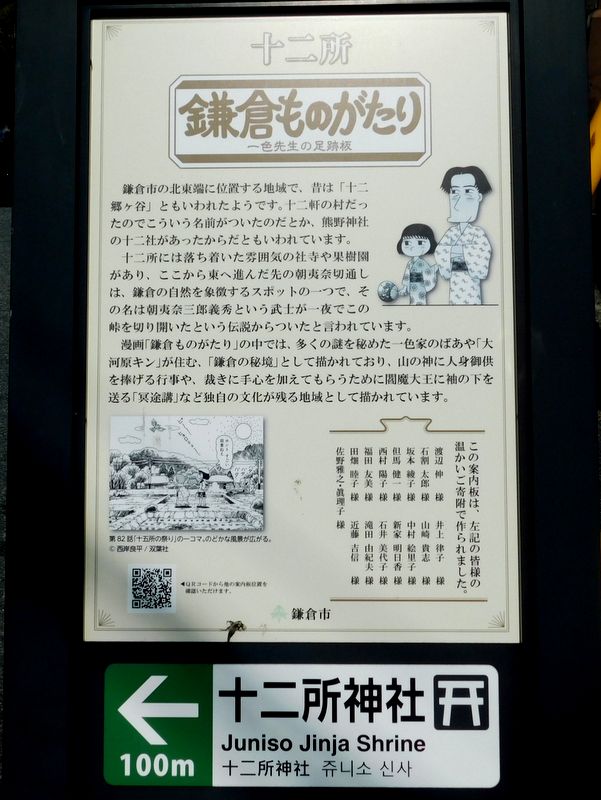 十二所
鎌倉ものがたり
一色先生の足跡板
鎌倉市の北東端に位置する地域で、昔は「十二
郷ヶ谷」ともいわれたようです。十二軒の村だっ
たのでこういう名前がついたのだとか、熊野神社
の十二社があったからだともいわれています。
十二所には落ち着いた雰囲気の社寺や果樹園
があり、ここから東へ進んだ先の朝夷奈切通し
は、鎌倉の自然を象徴するスポットの一つで、そ
の名は朝夷奈三郎義秀という武士が一夜でこの
峠を切り開いたという伝説からついたと言われています。
漫画「鎌倉ものがたり」の中では、多くの謎を秘めた一色家のばあや「大
河原キン」が住む、「鎌倉の秘境」として描かれており、山の神に人身御供
を捧げる行事や、裁きに手心を加えてもらうために閻魔大王に袖の下を
送る「冥途講」など独自の文化が残る地域として描かれています。
第82話「十五所の祭り」の一コマ。のどかな風景が広がる。
© 西岸良平/双葉社
◀QRコードから他の案内板位置を
確認いただけます。
この案内板は、左記の皆様の
温かいご寄附で作られました。
渡辺 伸 様 井上 律子 様
石割 太郎 様 山崎 貴志 様
坂本 綾子 様 中村 絵里子 様
但馬 健一 様 新家 明日香 様
西村 陽子 様 石井 美代子 様
福田 友美 様 滝田 由紀夫 様
田畑 睦子 様 近藤 吉信 様
佐野雅之・眞理子 様
鎌倉市
十二所神社
100m
Juniso Jinja Shrine
十二所神社 쥬니소 신사